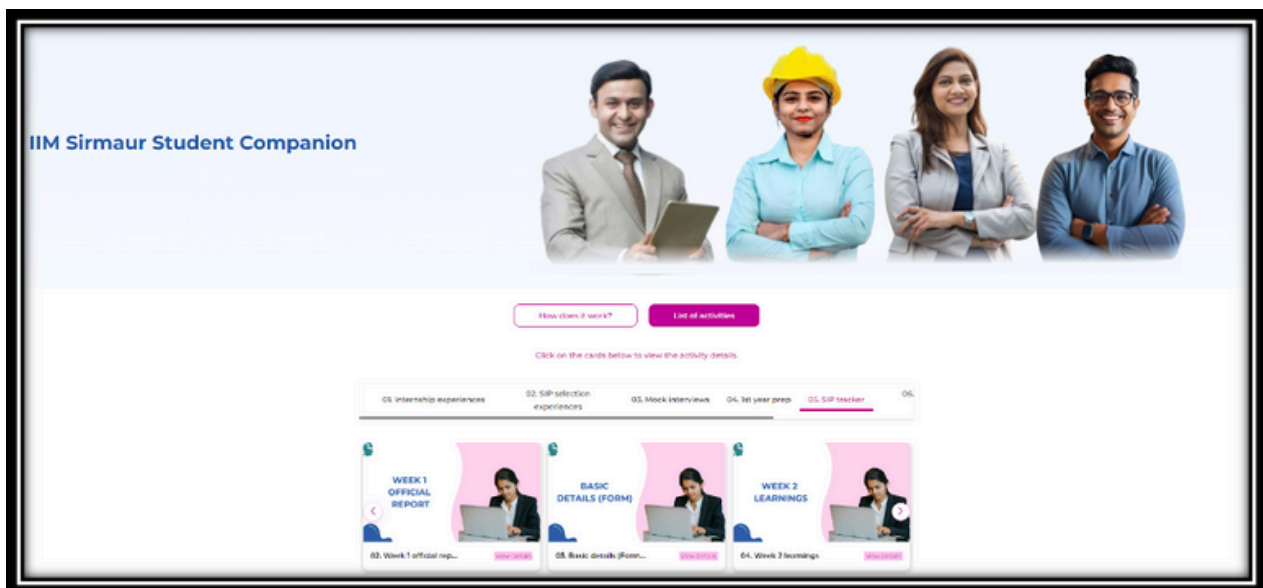 IIM Sirmaur Student Companion
How does it work?
List of activities
Click on the cards below to view the activity details
01. Internship experiences
02. SIP selection
experiences
03. Mock interviews
04. 1st year prep
05. SIP tracker
06.
WEEK 1
OFFICIAL
REPORT
BASIC
DETAILS (FORM)
WEEK 2
LEARNINGS
02. Week 1 official rep...
View Details
03. Basic details (Form...
View Details
04. Week 2 learnings
View Details